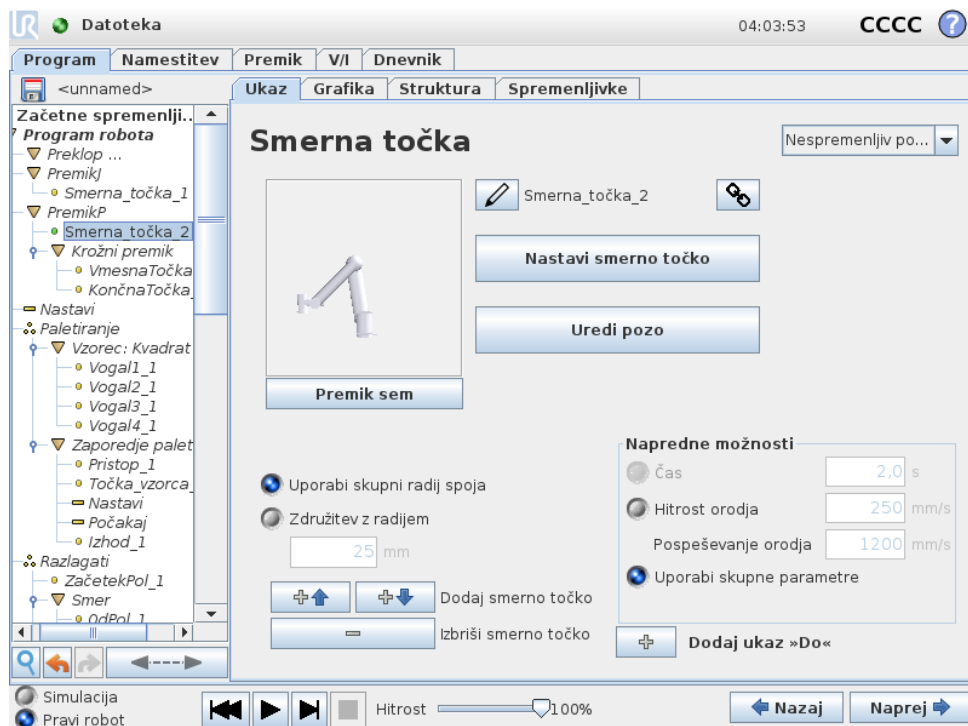 UR Datoteka 04:03:53 CCCC ?
Program Namestitev Premik V/I Dnevnik
<unnamed>
Ukaz Grafika Struktura Spremenljivke
Začetne spremenlji..
Program robota
Preklop ...
PremikJ
Smerna_točka_1
PremikP
Smerna_točka_2
Krožni premik
VmesnaTočka
KončnaTočka_
Nastavi
Paletiranje
Vzorec: Kvadrat
Vogal1_1
Vogal2_1
Vogal3_1
Vogal4_1
Zaporedje palet
Pristop_1
Točka_vzorca_
Nastavi
Počakaj
Izhod_1
Razlagati
ZačetekPol_1
Smer
OdPol_1
Smerna točka
Nespremenljiv po...
Smerna_točka_2
Nastavi smerno točko
Uredi pozo
Premik sem
Uporabi skupni radij spoja
Združitev z radijem
25 mm
Dodaj smerno točko
Izbriši smerno točko
Napredne možnosti
Čas 2,0 s
Hitrost orodja 250 mm/s
Pospeševanje orodja 1200 mm/s
Uporabi skupne parametre
Dodaj ukaz »Do«
Simulacija
Pravi robot
Hitrost 100%
Nazaj Naprej